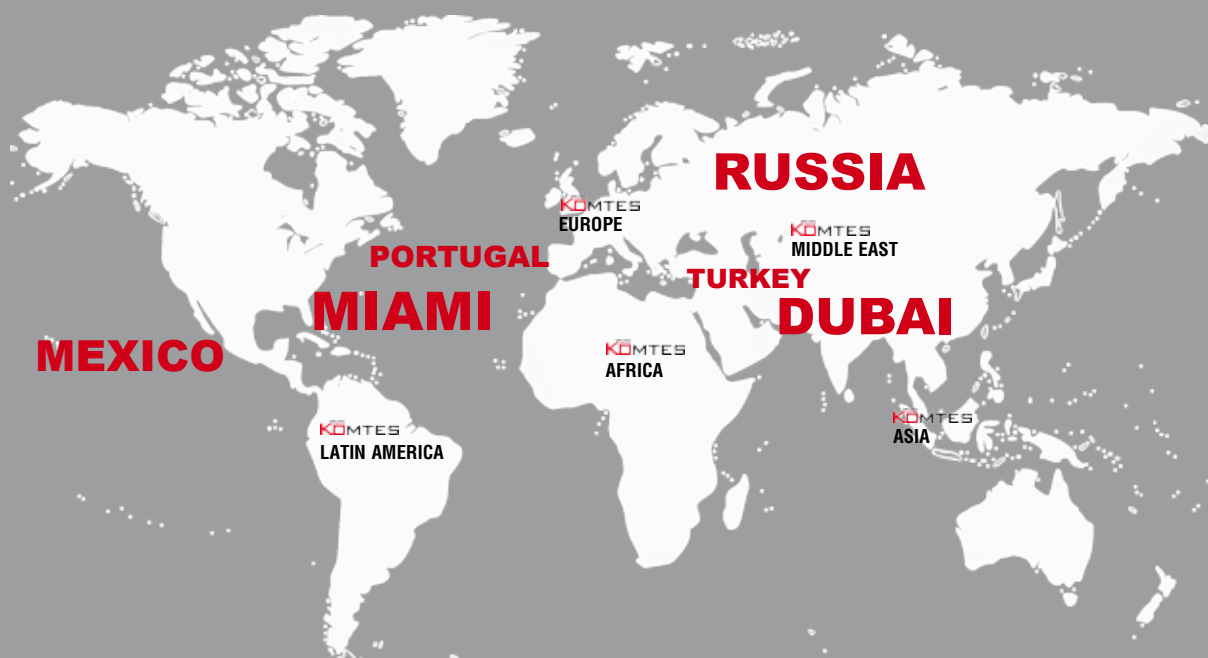 RUSSIA
KOMTES
EUROPE
KOMTES
MIDDLE EAST
PORTUGAL
TURKEY
MIAMI
DUBAI
MEXICO
KOMTES
AFRICA
KOMTES
LATIN AMERICA
KOMTES
ASIA